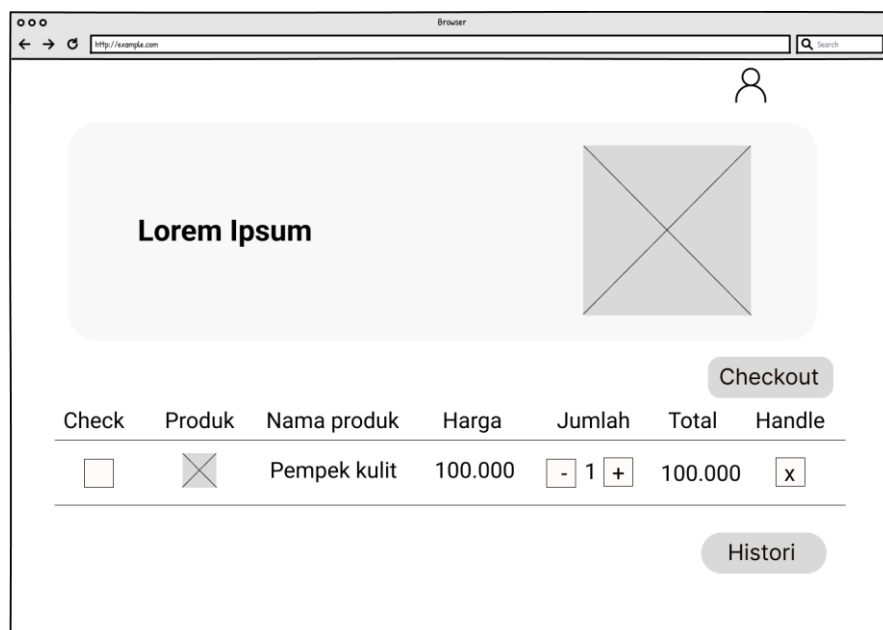 Browser
http://example.com
Search
Lorem Ipsum
Checkout
Check Produk Nama produk Harga Jumlah Total Handle
Pempek kulit 100.000 - 1 + 100.000 x
Histori